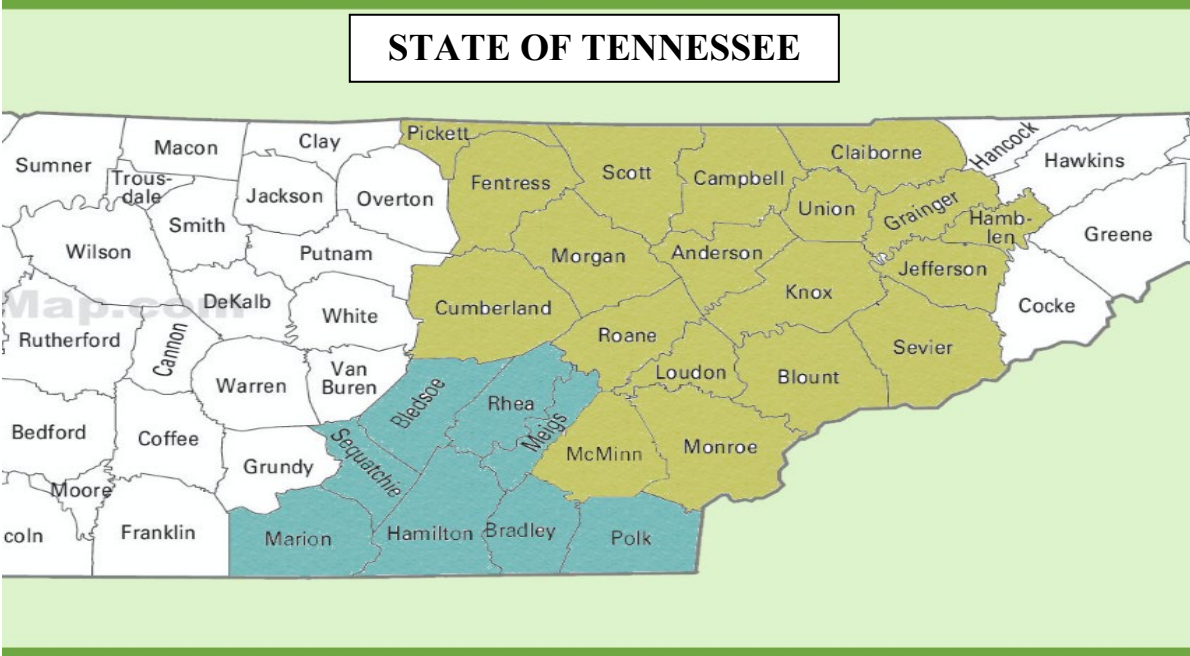 STATE OF TENNESSEE
Pickett
Clay
Macon
Sumner
Trous-
dale
Jackson
Overton
Fentress
Scott
Campbell
Claiborne
Hancock
Hawkins
Smith
Union
Grainger
Hamb-
len
Greene
Wilson
Putnam
Morgan
Anderson
Jefferson
Map.com
DeKalb
White
Cumberland
Knox
Cocke
Rutherford
Cannon
Roane
Sevier
Warren
Van
Buren
Bledsoe
Rhea
Loudon
Blount
Bedford
Coffee
Grundy
Sequatchie
Meigs
McMinn
Monroe
Moore
coln
Franklin
Marion
Hamilton
Bradley
Polk